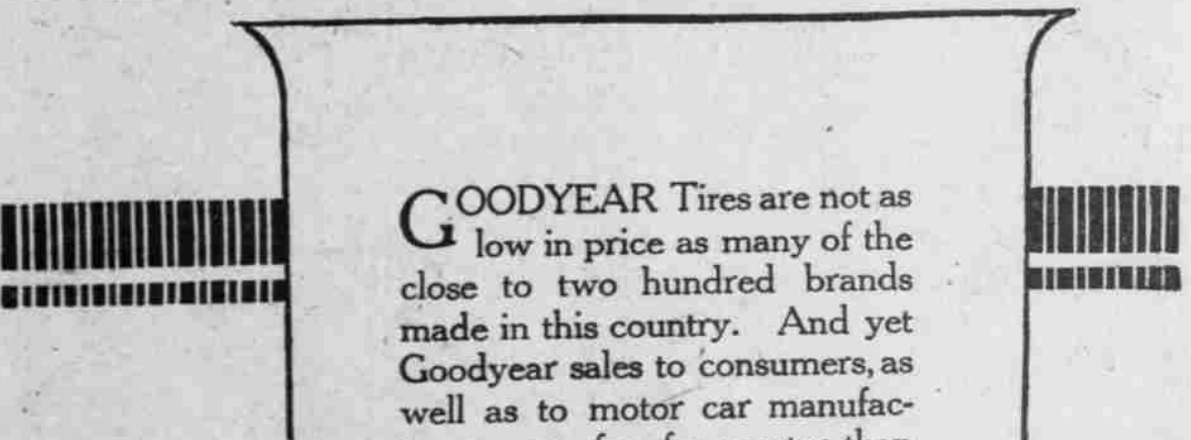 GOODYEAR Tires are not as
low in price as many of the
close to two hundred brands
made in this country. And yet
Goodyear sales to consumers, as
well as to motor car manufac-
than